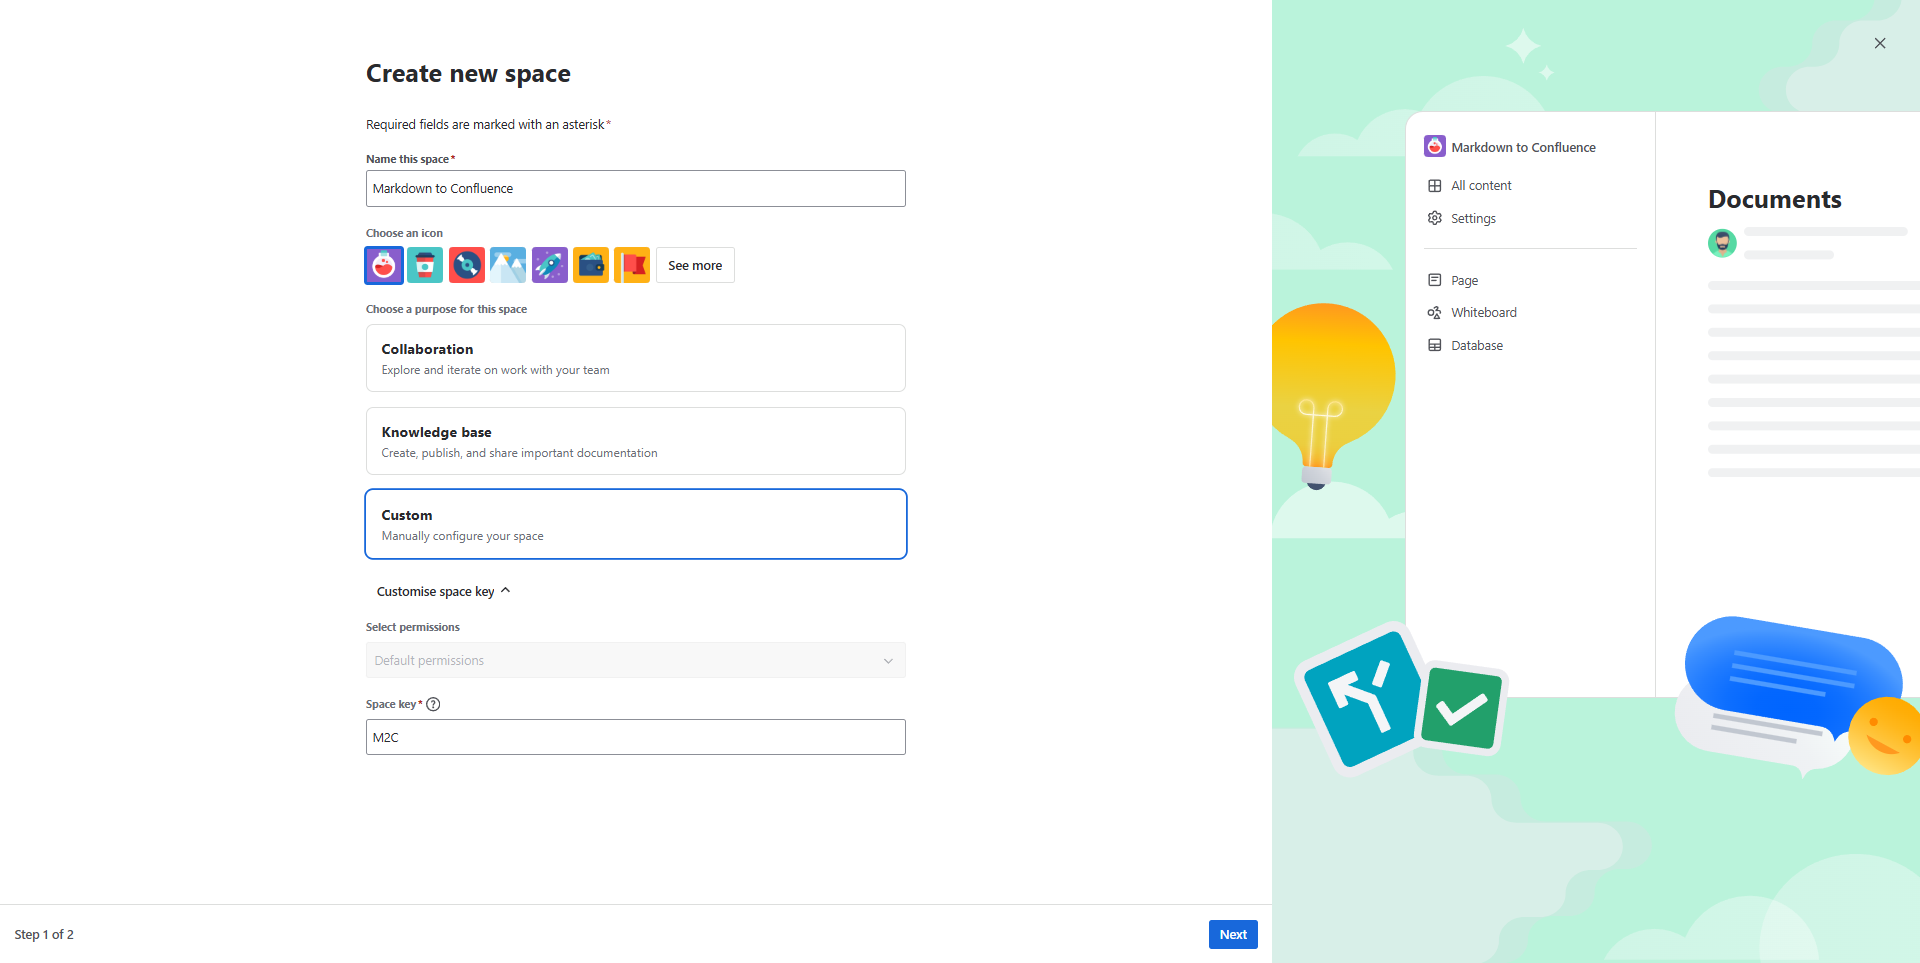 Create new space
Required fields are marked with an asterisk*
Name this space*
Markdown to Confluence
Choose an icon
See more
Choose a purpose for this space
Collaboration
Explore and iterate on work with your team
Knowledge base
Create, publish, and share important documentation
Custom
Manually configure your space
Customise space key
Select permissions
Default permissions
Space key* ?
M2C
Step 1 of 2
Next
Markdown to Confluence
All content
Settings
Page
Whiteboard
Database
Documents